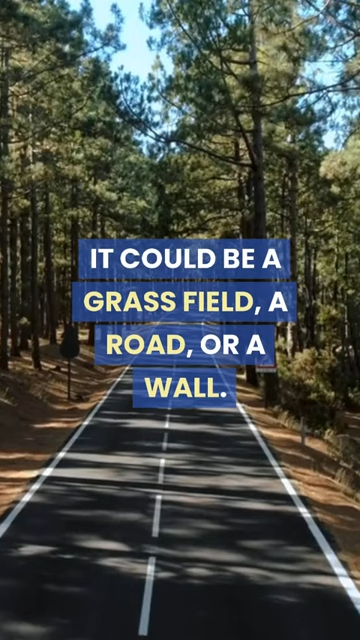 IT COULD BE A
GRASS FIELD, A
ROAD, OR A
WALL.